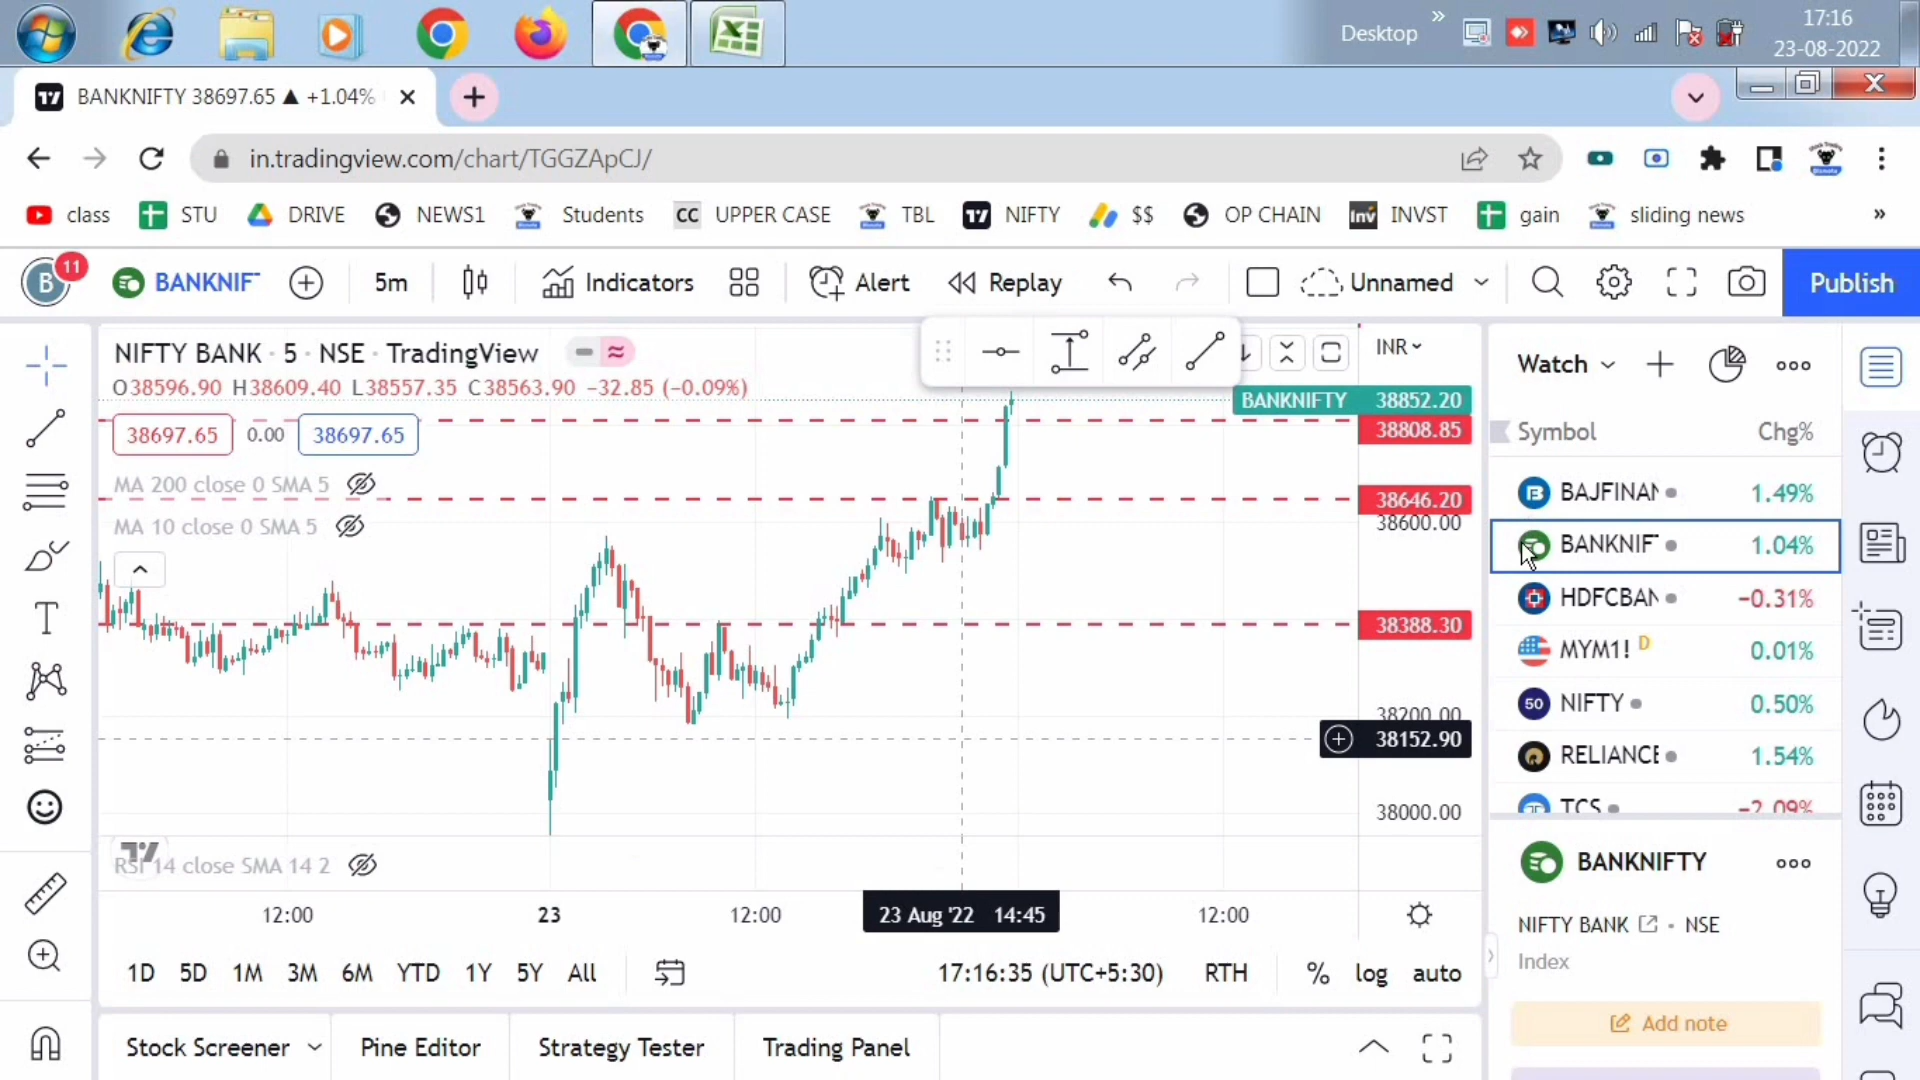 Desktop
»
17:16
23-08-2022
BANKNIFTY 38697.65 ▲ +1.04%
in.tradingview.com/chart/TGGZApCJ/
class STU DRIVE NEWS1 Students CC UPPER CASE TBL NIFTY $$ OP CHAIN Inv INVST gain sliding news »
B 11 BANKNIF 5m Indicators Alert Replay Unnamed Publish
NIFTY BANK · 5 · NSE · TradingView
O38596.90 H38609.40 L38557.35 C38563.90 −32.85 (−0.09%)
38697.65 0.00 38697.65
MA 200 close 0 SMA 5
MA 10 close 0 SMA 5
INR
BANKNIFTY 38852.20
38808.85
38646.20
38600.00
38388.30
38200.00
38152.90
38000.00
RSI 14 close SMA 14 2
12:00 23 12:00 23 Aug '22 14:45 12:00
1D 5D 1M 3M 6M YTD 1Y 5Y All 17:16:35 (UTC+5:30) RTH % log auto
Stock Screener Pine Editor Strategy Tester Trading Panel
Watch
Symbol Chg%
BAJFINAN 1.49%
BANKNIF 1.04%
HDFCBAN −0.31%
MYM1! D 0.01%
50 NIFTY 0.50%
RELIANCE 1.54%
TCS −2.09%
BANKNIFTY
NIFTY BANK • NSE
Index
Add note